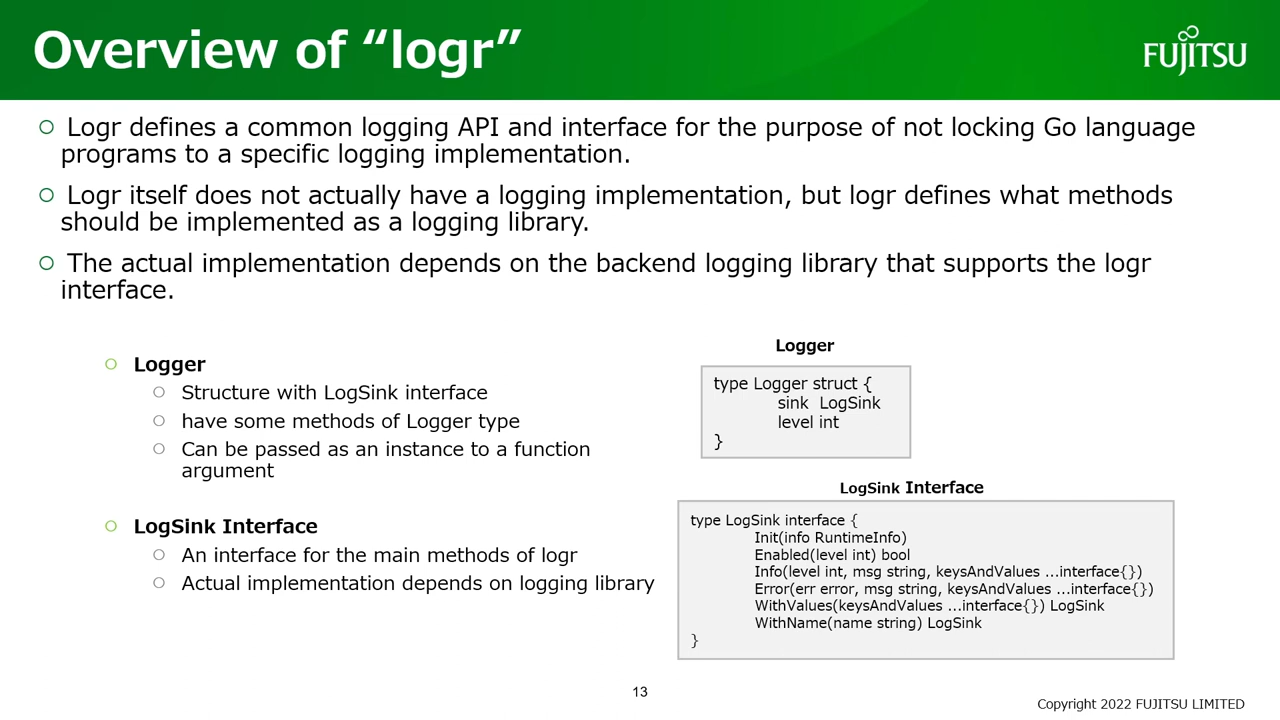 Overview of “logr”
FUJITSU
Logr defines a common logging API and interface for the purpose of not locking Go language
programs to a specific logging implementation.
Logr itself does not actually have a logging implementation, but logr defines what methods
should be implemented as a logging library.
The actual implementation depends on the backend logging library that supports the logr
interface.
Logger
Structure with LogSink interface
have some methods of Logger type
Can be passed as an instance to a function
argument
LogSink Interface
An interface for the main methods of logr
Actual implementation depends on logging library
Logger
type Logger struct {
sink LogSink
level int
}
LogSink Interface
type LogSink interface {
Init(info RuntimeInfo)
Enabled(level int) bool
Info(level int, msg string, keysAndValues ...interface{})
Error(err error, msg string, keysAndValues ...interface{})
WithValues(keysAndValues ...interface{}) LogSink
WithName(name string) LogSink
}
13
Copyright 2022 FUJITSU LIMITED